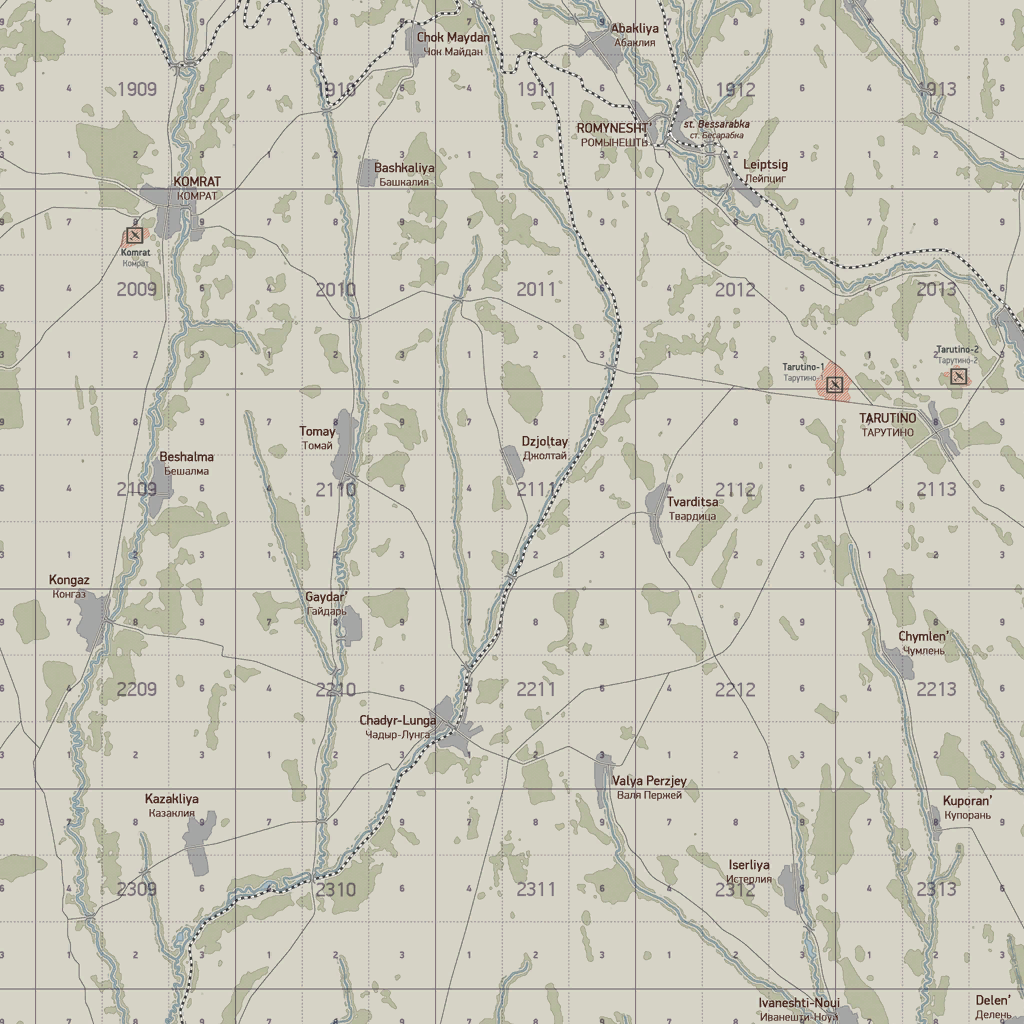 Chok Maydan
Чок Майдан
Abakliya
Абаклия
1909
1910
1911
1912
1913
ROMYNESHT'
РОМЫНЕШТЬ
st. Bessarabka
ст. Бесарабка
Bashkaliya
Башкалия
Leiptsig
Лейпциг
KOMRAT
КОМРАТ
Komrat
Комрат
2009
2010
2011
2012
2013
Tarutino-1
Тарутино-1
Tarutino-2
Тарутино-2
TARUTINO
ТАРУТИНО
Tomay
Томай
Dzjoltay
Джолтай
Beshalma
Бешалма
2109
2110
2111
2112
2113
Tvarditsa
Твардица
Kongaz
Конгаз
Gaydar'
Гайдарь
Chymlen'
Чумлень
2209
2210
2211
2212
2213
Chadyr-Lunga
Чадыр-Лунга
Valya Perzjey
Валя Пержей
Kazakliya
Казаклия
Kuporan'
Купорань
Iserliya
Истерлия
2309
2310
2311
2312
2313
Ivaneshti-Noui
Иванешти-Ноуи
Delen'
Делень